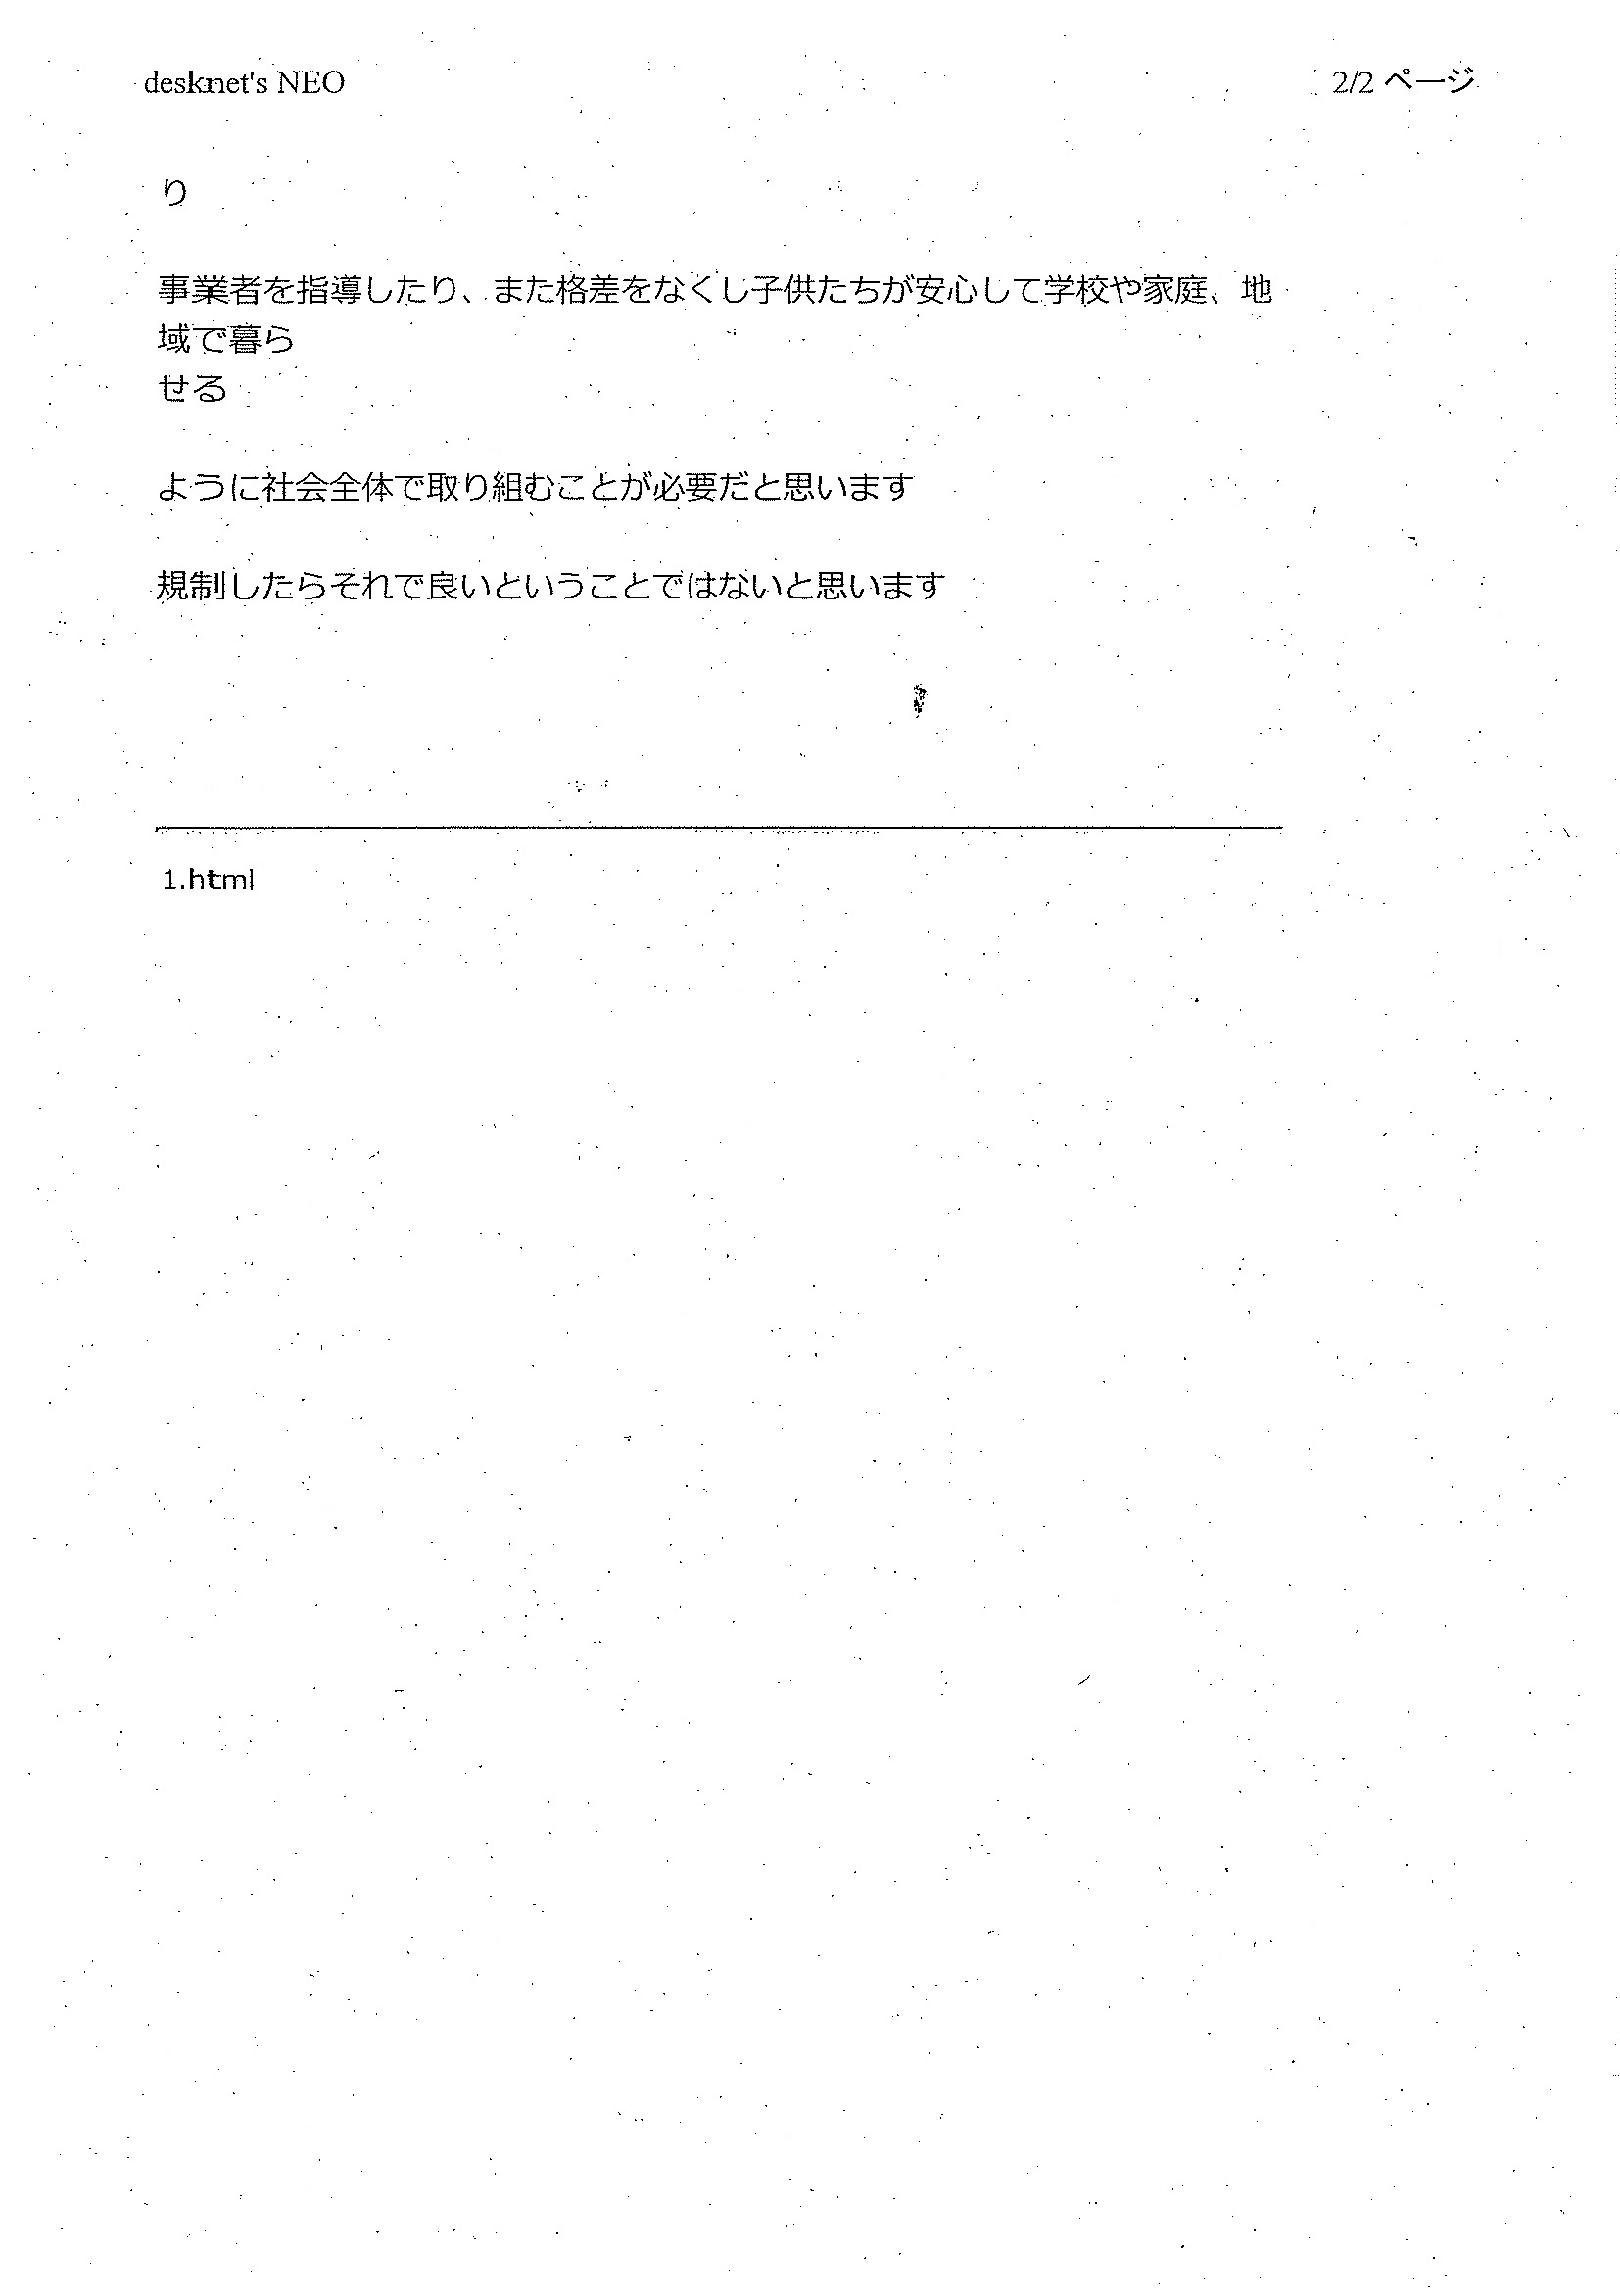 desknet's NEO
2/2 ページ
り
事業者を指導したり、また格差をなくし子供たちが安心して学校や家庭、地
域で暮ら
せる
ように社会全体で取り組むことが必要だと思います
規制したらそれで良いということではないと思います
1.html